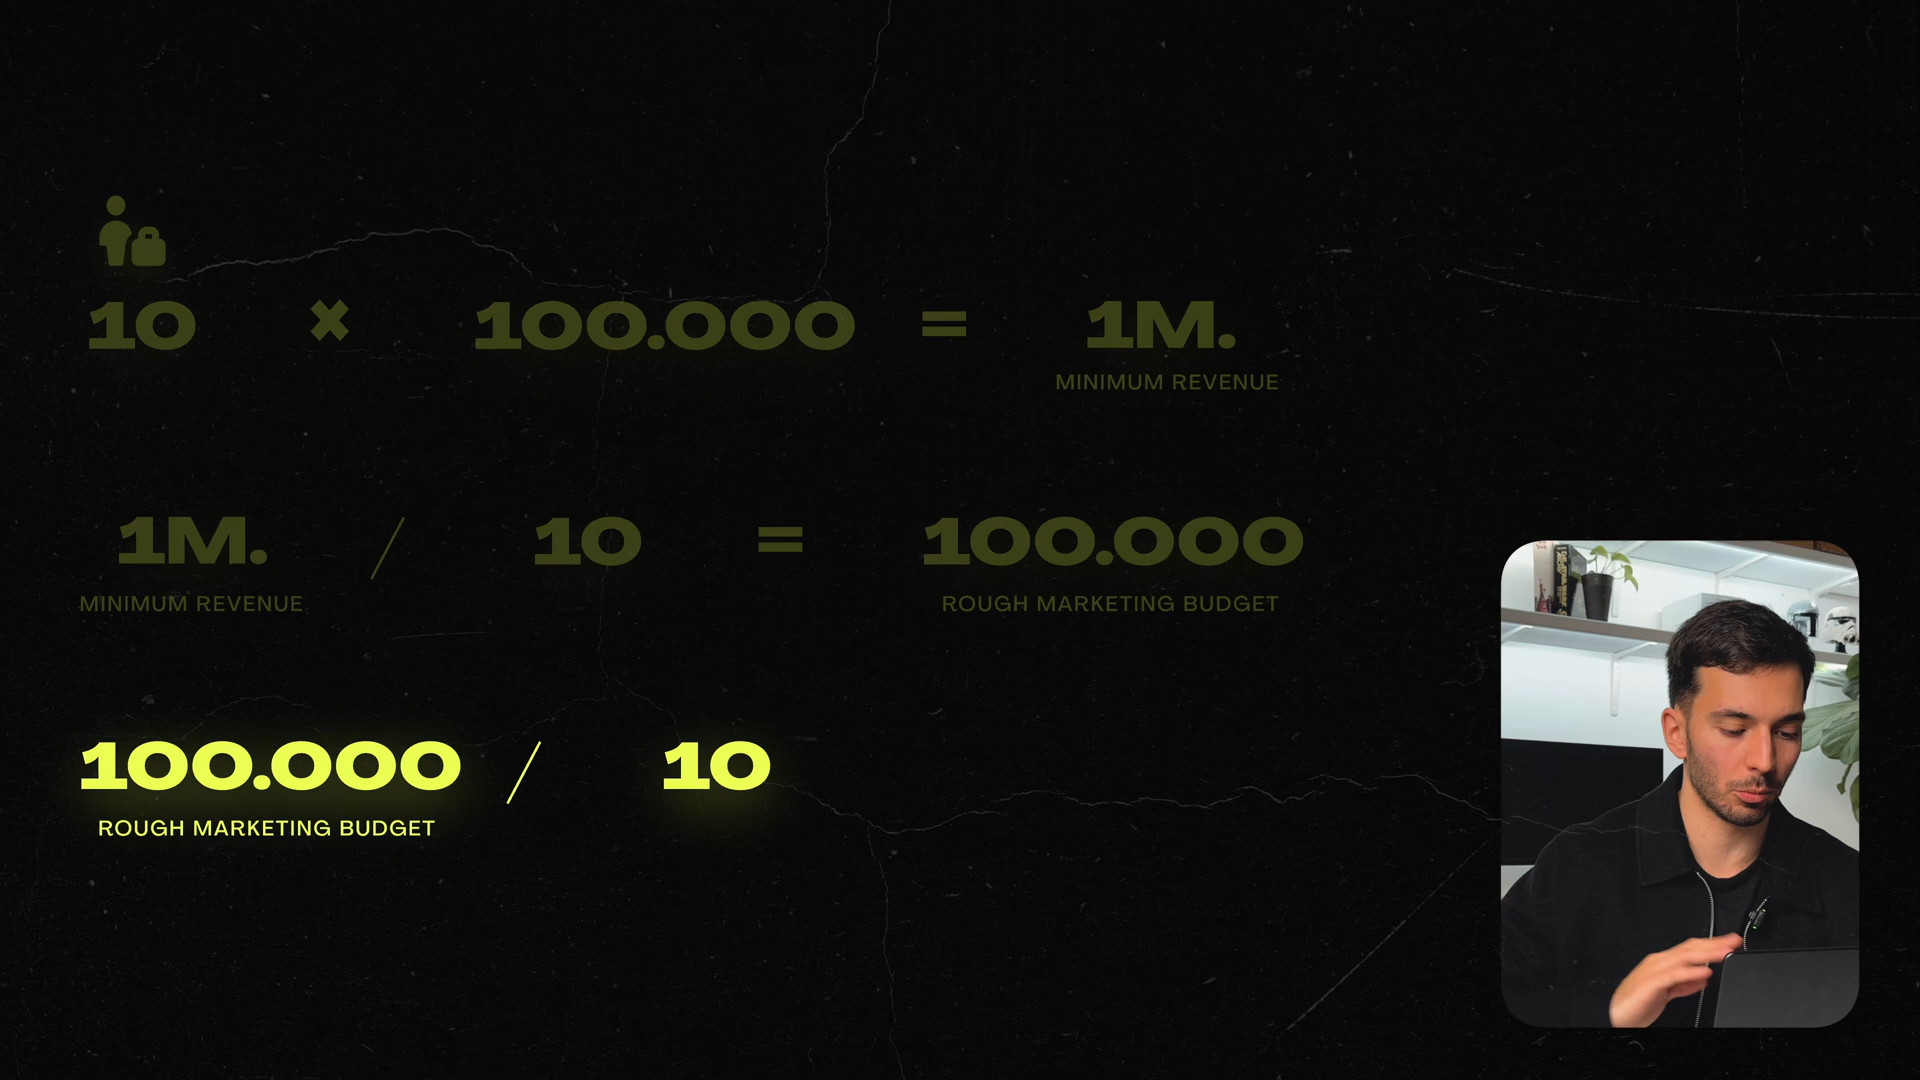 10 × 100.000 = 1M.
MINIMUM REVENUE
1M. / 10 = 100.000
MINIMUM REVENUE ROUGH MARKETING BUDGET
100.000 / 10
ROUGH MARKETING BUDGET